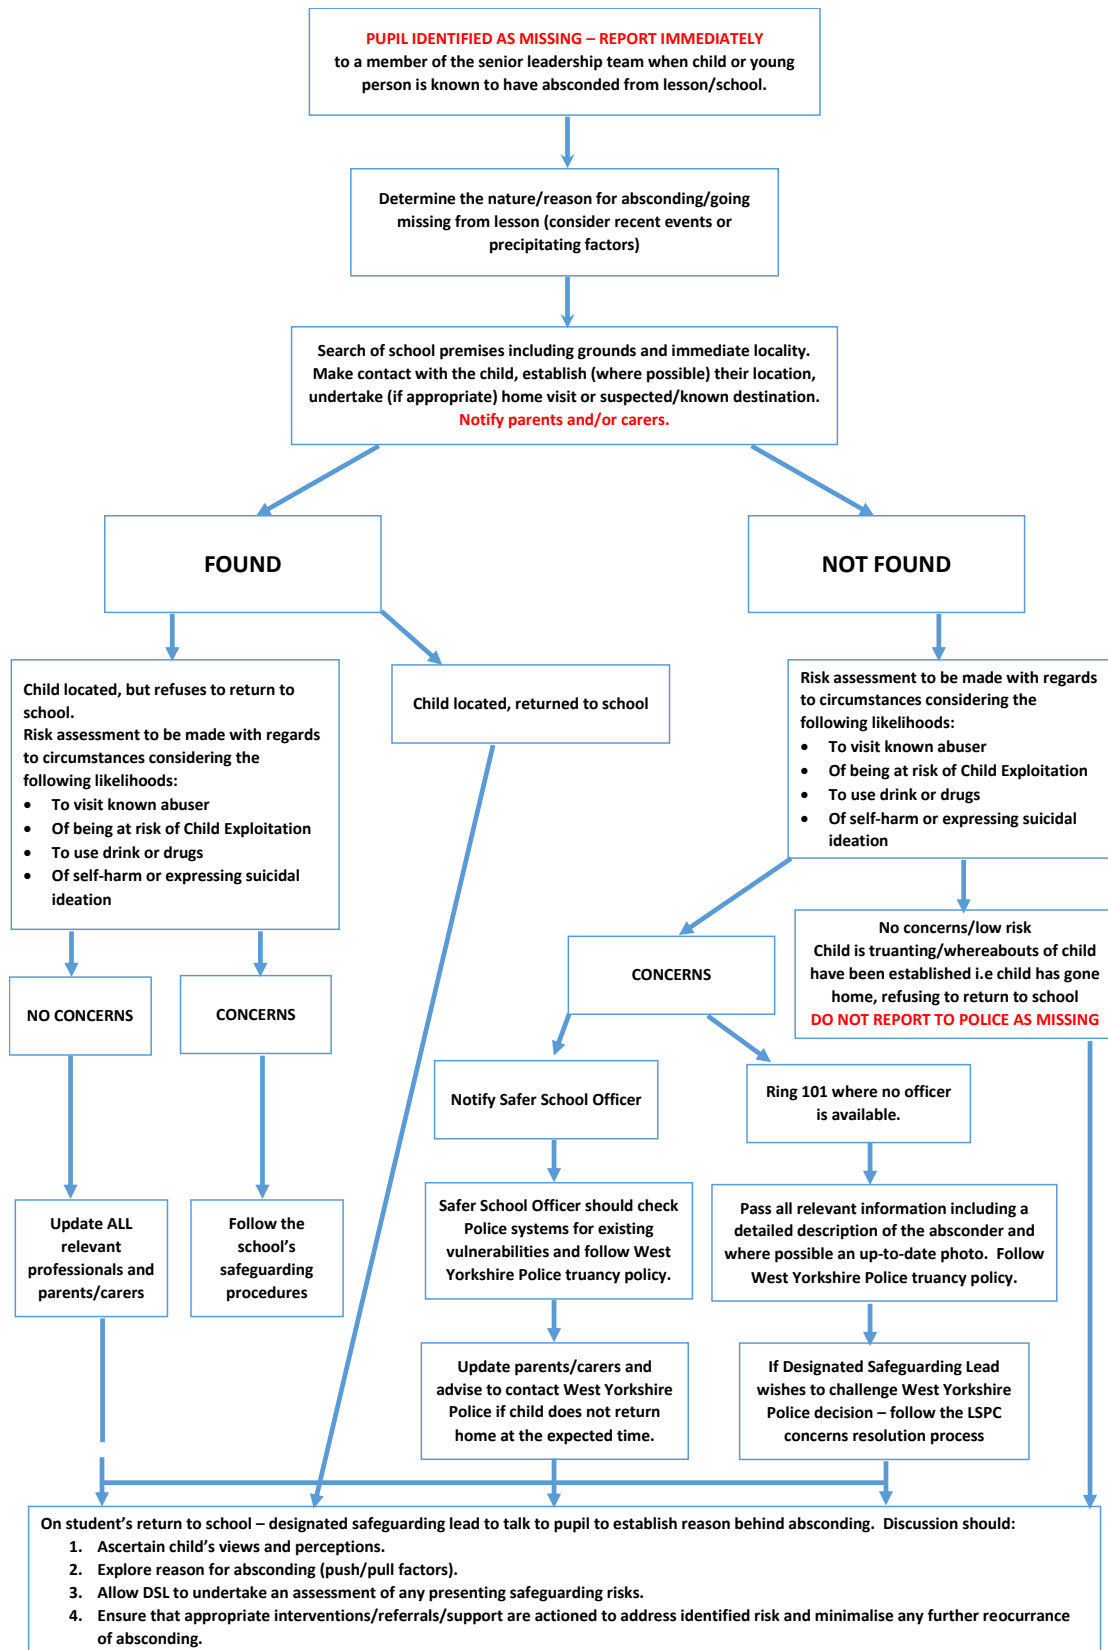 PUPIL IDENTIFIED AS MISSING – REPORT IMMEDIATELY
to a member of the senior leadership team when child or young
person is known to have absconded from lesson/school.
Determine the nature/reason for absconding/going
missing from lesson (consider recent events or
precipitating factors)
Search of school premises including grounds and immediate locality.
Make contact with the child, establish (where possible) their location,
undertake (if appropriate) home visit or suspected/known destination.
Notify parents and/or carers.
FOUND
NOT FOUND
Child located, but refuses to return to
school.
Risk assessment to be made with regards
to circumstances considering the
following likelihoods:
• To visit known abuser
• Of being at risk of Child Exploitation
• To use drink or drugs
• Of self-harm or expressing suicidal
ideation
Child located, returned to school
Risk assessment to be made with regards
to circumstances considering the
following likelihoods:
• To visit known abuser
• Of being at risk of Child Exploitation
• To use drink or drugs
• Of self-harm or expressing suicidal
ideation
NO CONCERNS
CONCERNS
CONCERNS
No concerns/low risk
Child is truanting/whereabouts of child
have been established i.e child has gone
home, refusing to return to school
DO NOT REPORT TO POLICE AS MISSING
Notify Safer School Officer
Ring 101 where no officer
is available.
Update ALL
relevant
professionals and
parents/carers
Follow the
school's
safeguarding
procedures
Safer School Officer should check
Police systems for existing
vulnerabilities and follow West
Yorkshire Police truancy policy.
Pass all relevant information including a
detailed description of the absconder and
where possible an up-to-date photo.  Follow
West Yorkshire Police truancy policy.
Update parents/carers and
advise to contact West Yorkshire
Police if child does not return
home at the expected time.
If Designated Safeguarding Lead
wishes to challenge West Yorkshire
Police decision – follow the LSPC
concerns resolution process
On student's return to school – designated safeguarding lead to talk to pupil to establish reason behind absconding.  Discussion should:
1. Ascertain child's views and perceptions.
2. Explore reason for absconding (push/pull factors).
3. Allow DSL to undertake an assessment of any presenting safeguarding risks.
4. Ensure that appropriate interventions/referrals/support are actioned to address identified risk and minimalise any further reocurrance
of absconding.